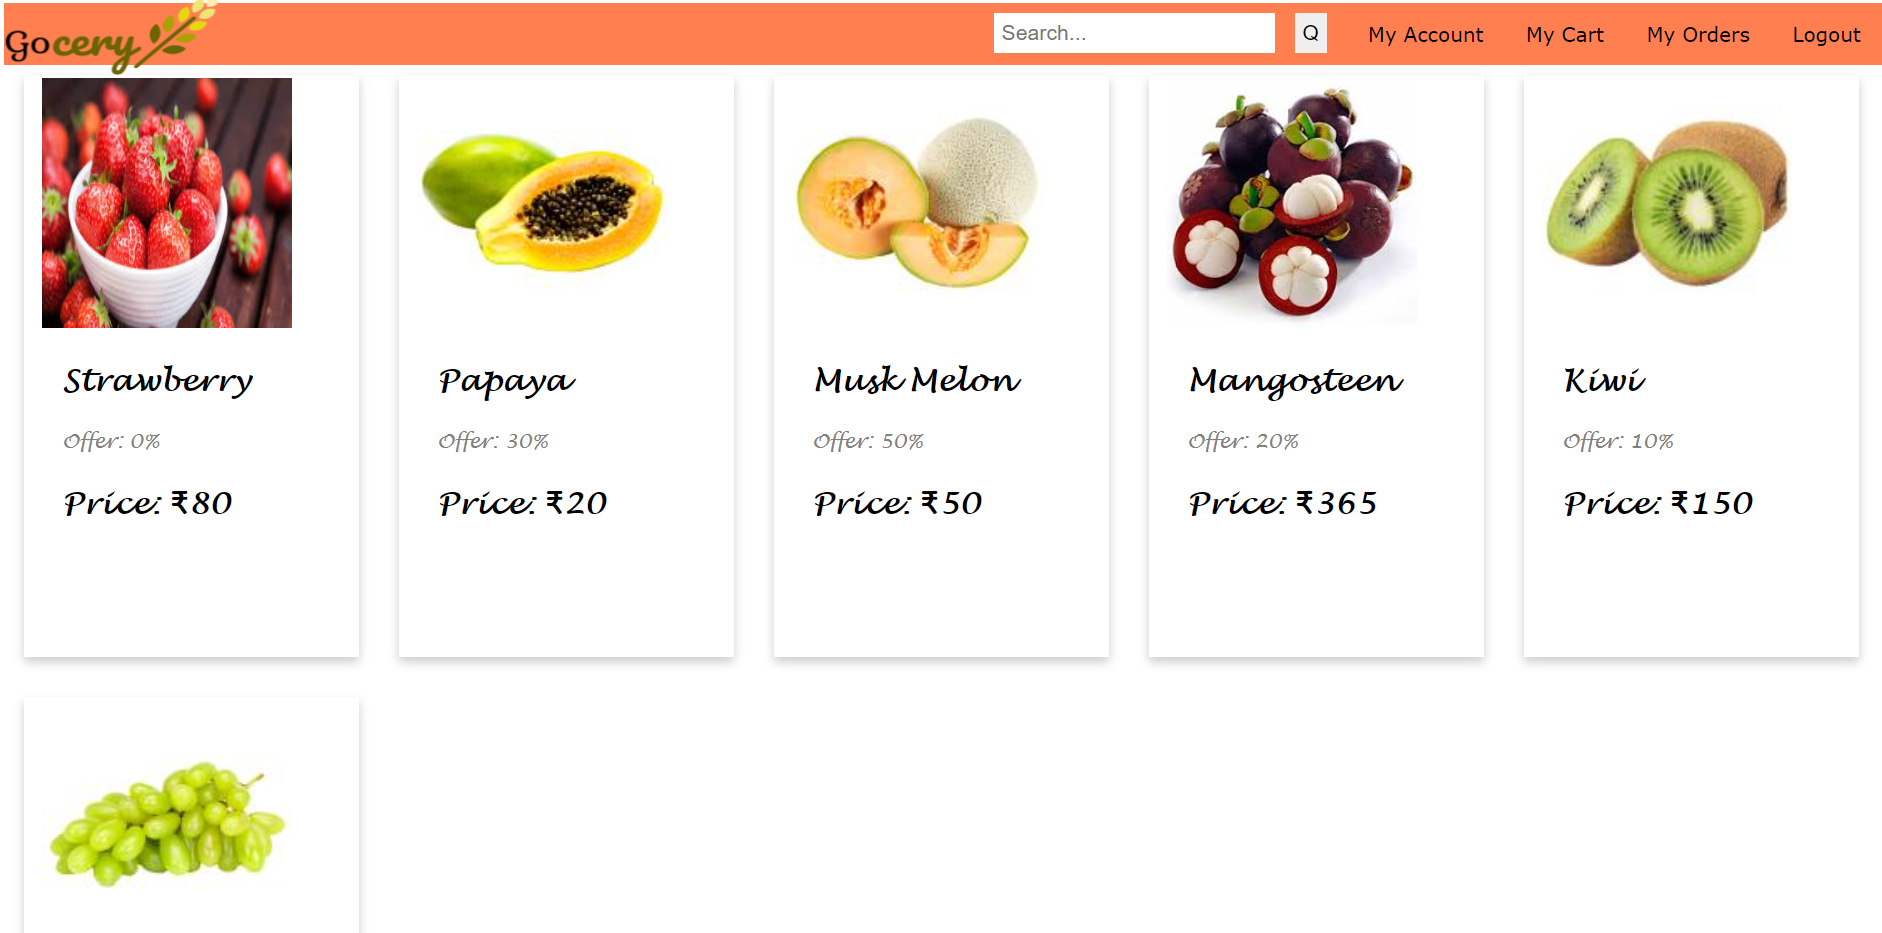 Gocery
Search...
Q
My Account
My Cart
My Orders
Logout
Strawberry
Offer: 0%
Price: ₹80
Papaya
Offer: 30%
Price: ₹20
Musk Melon
Offer: 50%
Price: ₹50
Mangosteen
Offer: 20%
Price: ₹365
Kiwi
Offer: 10%
Price: ₹150